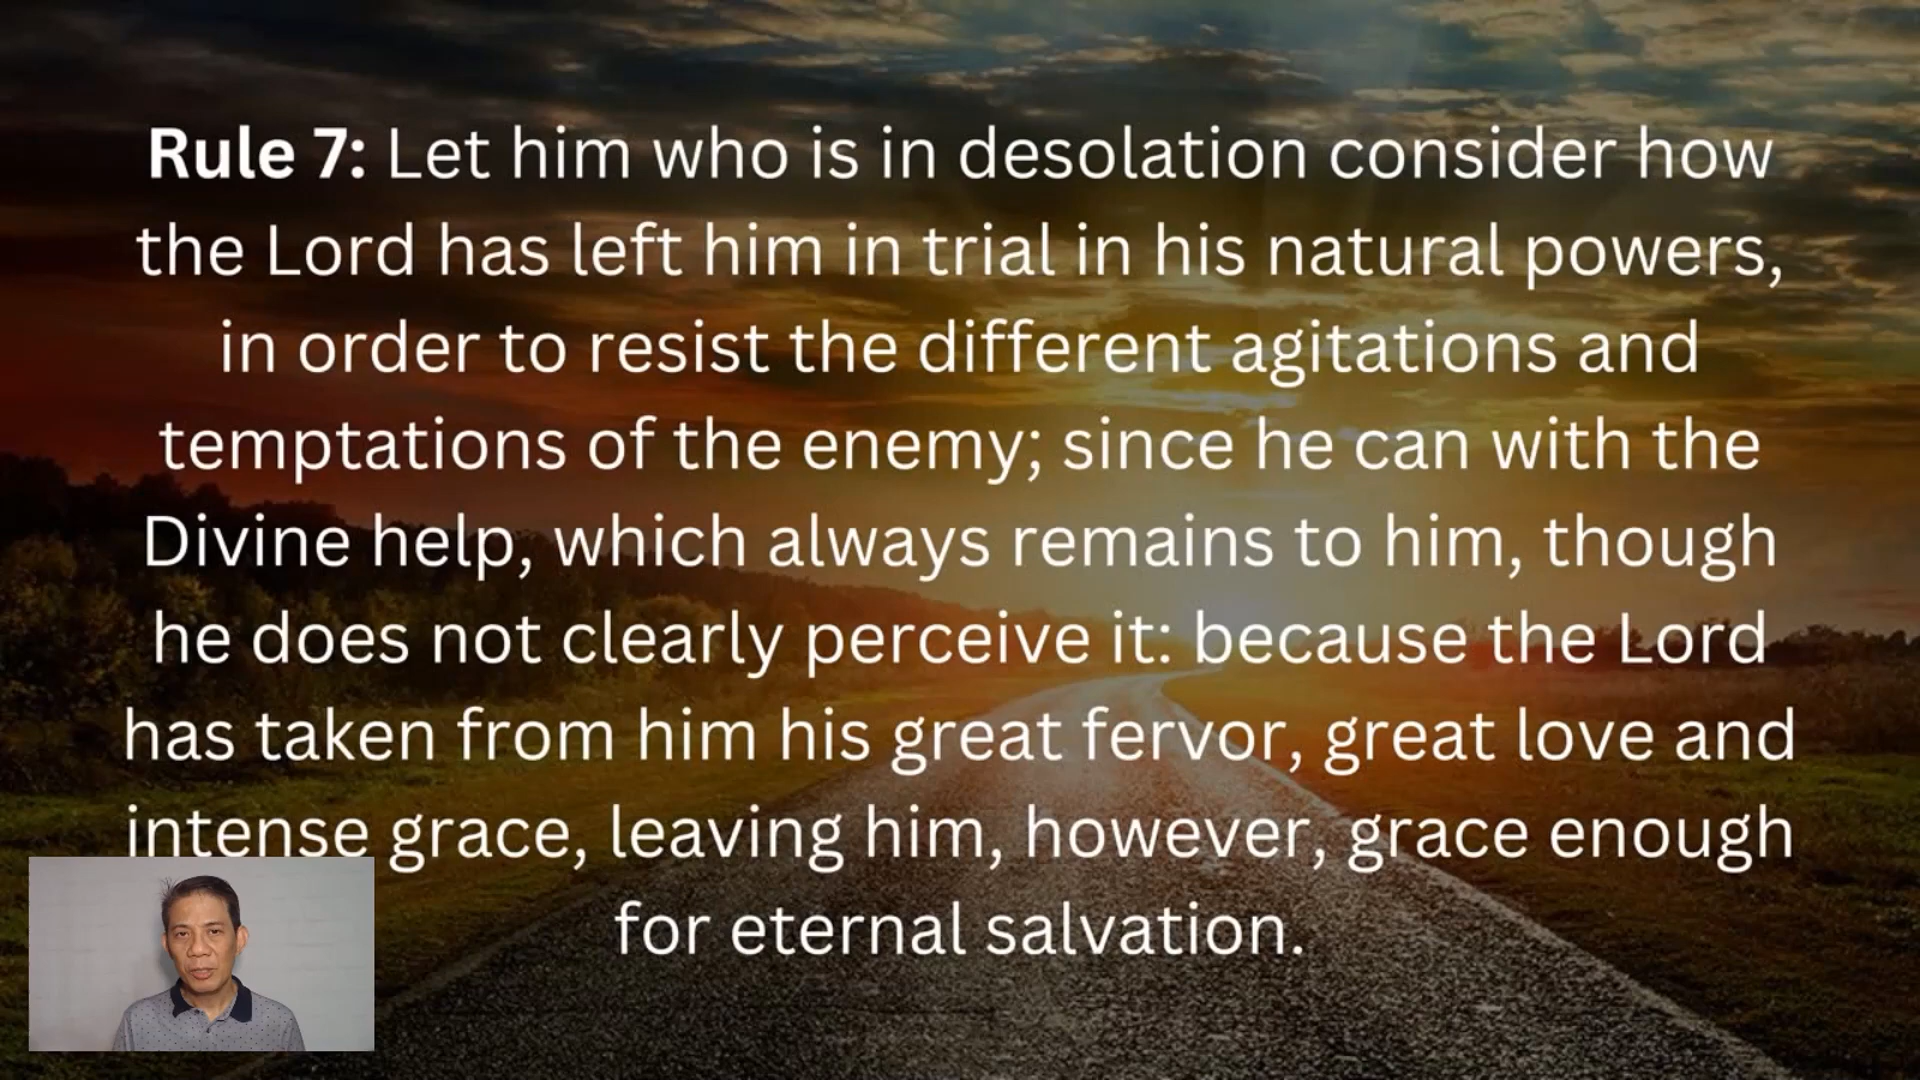 Rule 7: Let him who is in desolation consider how
the Lord has left him in trial in his natural powers,
in order to resist the different agitations and
temptations of the enemy; since he can with the
Divine help, which always remains to him, though
he does not clearly perceive it: because the Lord
has taken from him his great fervor, great love and
intense grace, leaving him, however, grace enough
for eternal salvation.